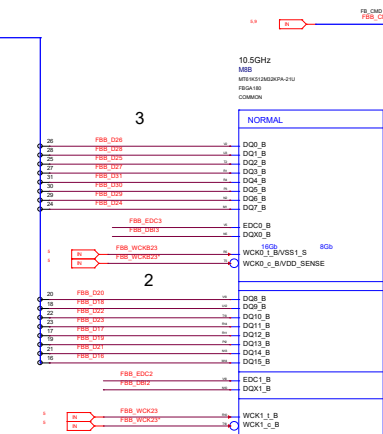 FB_CMD
FBB_C
IN
10.5GHz
M8B
MT61K512M32KPA-21U
FBGA180
COMMON
3
NORMAL
26 FBB_D26 DQ0_B
28 FBB_D28 DQ1_B
25 FBB_D25 DQ2_B
27 FBB_D27 DQ3_B
31 FBB_D31 DQ4_B
30 FBB_D30 DQ5_B
29 FBB_D29 DQ6_B
24 FBB_D24 DQ7_B
FBB_EDC3 EDC0_B
FBB_DBI3 DQX0_B
16Gb 8Gb
IN FBB_WCKB23 WCK0_t_B/VSS1_S
IN FBB_WCKB23* WCK0_c_B/VDD_SENSE
2
20 FBB_D20 DQ8_B
18 FBB_D18 DQ9_B
22 FBB_D22 DQ10_B
23 FBB_D23 DQ11_B
17 FBB_D17 DQ12_B
19 FBB_D19 DQ13_B
21 FBB_D21 DQ14_B
16 FBB_D16 DQ15_B
FBB_EDC2 EDC1_B
FBB_DBI2 DQX1_B
IN FBB_WCK23 WCK1_t_B
IN FBB_WCK23* WCK1_c_B